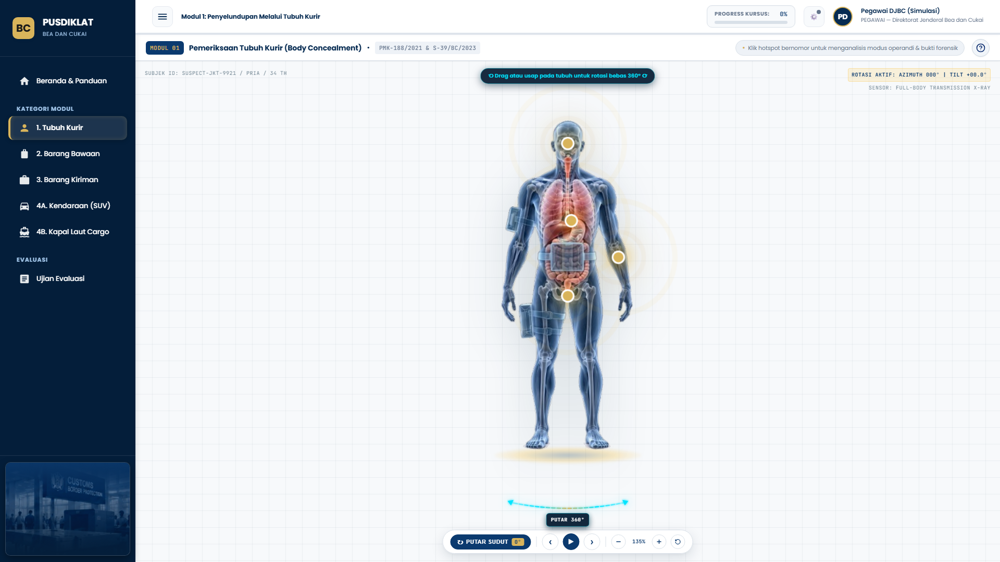 BC
PUSDIKLAT
BEA DAN CUKAI
Beranda & Panduan
KATEGORI MODUL
1. Tubuh Kurir
2. Barang Bawaan
3. Barang Kiriman
4A. Kendaraan (SUV)
4B. Kapal Laut Cargo
EVALUASI
Ujian Evaluasi
CUSTOMS
BORDER PROTECTION
Modul 1: Penyelundupan Melalui Tubuh Kurir
PROGRESS KURSUS: 0%
PD
Pegawai DJBC (Simulasi)
PEGAWAI — Direktorat Jenderal Bea dan Cukai
MODUL 01 Pemeriksaan Tubuh Kurir (Body Concealment) • PMK-188/2021 & S-39/BC/2023
• Klik hotspot bernomor untuk menganalisis modus operandi & bukti forensik
SUBJEK ID: SUSPECT-JKT-9921 / PRIA / 34 TH
⟲ Drag atau usap pada tubuh untuk rotasi bebas 360° ⟳
ROTASI AKTIF: AZIMUTH 000° | TILT +00.0°
SENSOR: FULL-BODY TRANSMISSION X-RAY
PUTAR 360°
↻ PUTAR SUDUT 0°
135%